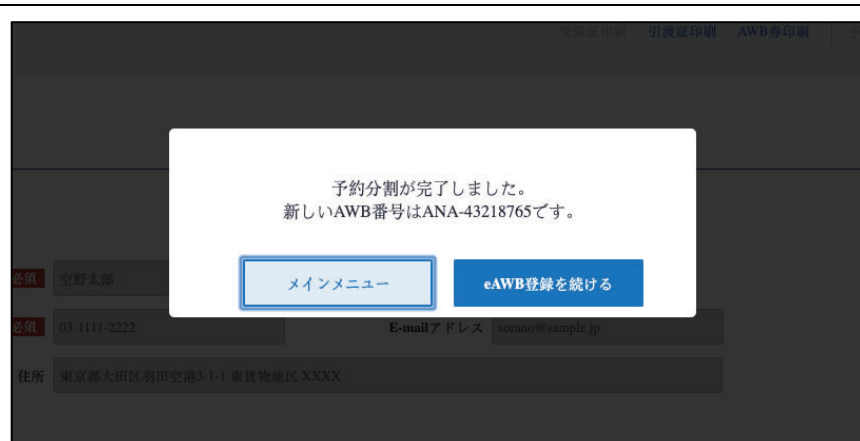 受領証印刷 引渡証印刷 AWB券印刷
予約分割が完了しました。
新しいAWB番号はANA-43218765です。
メインメニュー eAWB登録を続ける
必須 空野太郎
必須 03-1111-2222 E-mailアドレス sorano@sample.jp
住所 東京都大田区羽田空港3-1-1 東貨物地区 XXXX